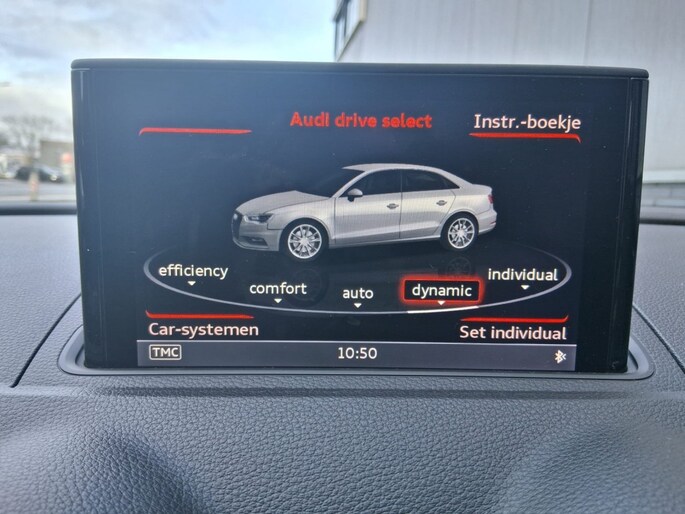 Audi drive select
Instr.-boekje
efficiency
comfort
auto
dynamic
individual
Car-systemen
Set individual
TMC
10:50